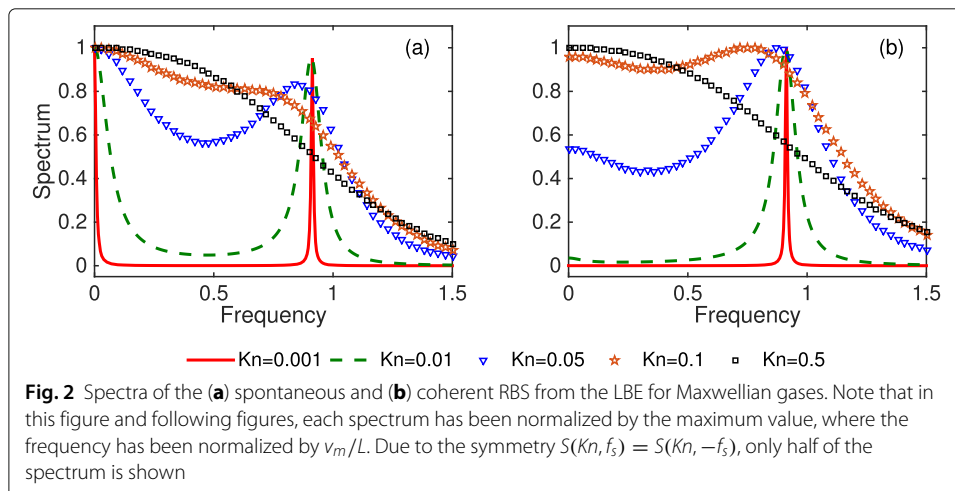 1
0.8
0.6
0.4
0.2
0
Spectrum
(a)
0 0.5 1 1.5
Frequency
1
0.8
0.6
0.4
0.2
0
(b)
0 0.5 1 1.5
Frequency
Kn=0.001 Kn=0.01 Kn=0.05 Kn=0.1 Kn=0.5
Fig. 2 Spectra of the (a) spontaneous and (b) coherent RBS from the LBE for Maxwellian gases. Note that in
this figure and following figures, each spectrum has been normalized by the maximum value, where the
frequency has been normalized by vm/L. Due to the symmetry S(Kn, fs) = S(Kn, −fs), only half of the
spectrum is shown